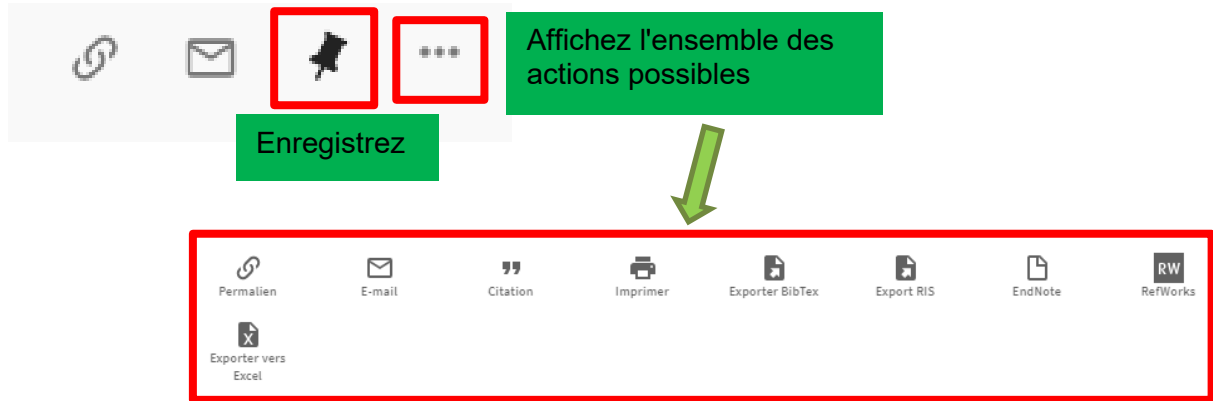 Affichez l'ensemble des
actions possibles
Enregistrez
Permalien
E-mail
Citation
Imprimer
Exporter BibTex
Export RIS
EndNote
RW
RefWorks
X
Exporter vers
Excel